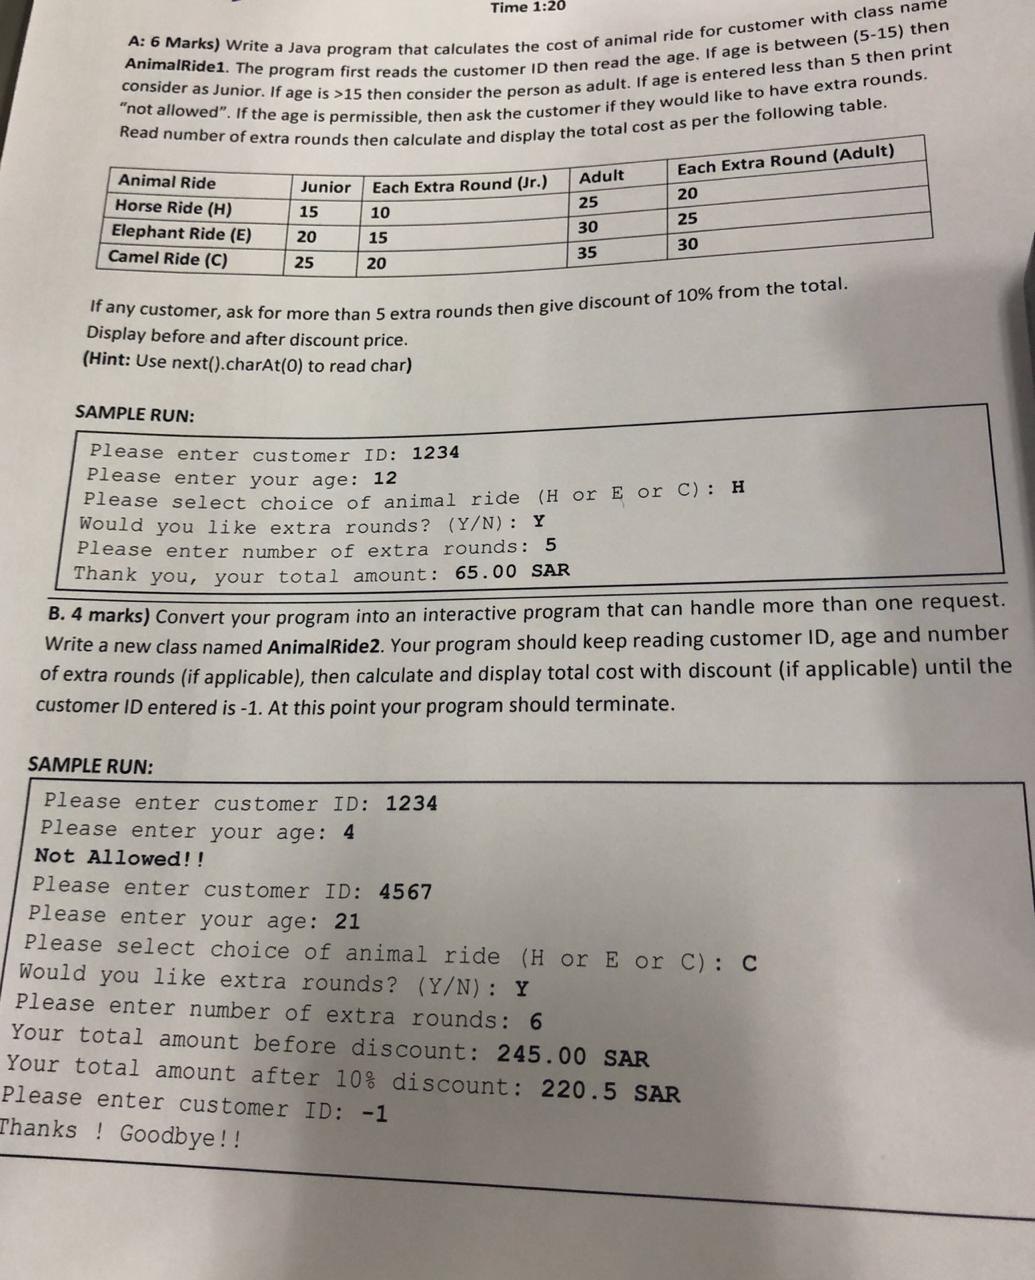 Time 1:20
A: 6 Marks) Write a Java program that calculates the cost of animal ride for customer with class name
AnimalRide1. The program first reads the customer ID then read the age. If age is between (5-15) then
consider as Junior. If age is >15 then consider the person as adult. If age is entered less than 5 then print
"not allowed". If the age is permissible, then ask the customer if they would like to have extra rounds.
Read number of extra rounds then calculate and display the total cost as per the following table.
Animal Ride Junior Each Extra Round (Jr.) Adult Each Extra Round (Adult)
Horse Ride (H) 15 10 25 20
Elephant Ride (E) 20 15 30 25
Camel Ride (C) 25 20 35 30
If any customer, ask for more than 5 extra rounds then give discount of 10% from the total.
Display before and after discount price.
(Hint: Use next().charAt(0) to read char)
SAMPLE RUN:
Please enter customer ID: 1234
Please enter your age: 12
Please select choice of animal ride (H or E or C): H
Would you like extra rounds? (Y/N): Y
Please enter number of extra rounds: 5
Thank you, your total amount: 65.00 SAR
B. 4 marks) Convert your program into an interactive program that can handle more than one request.
Write a new class named AnimalRide2. Your program should keep reading customer ID, age and number
of extra rounds (if applicable), then calculate and display total cost with discount (if applicable) until the
customer ID entered is -1. At this point your program should terminate.
SAMPLE RUN:
Please enter customer ID: 1234
Please enter your age: 4
Not Allowed!!
Please enter customer ID: 4567
Please enter your age: 21
Please select choice of animal ride (H or E or C): C
Would you like extra rounds? (Y/N): Y
Please enter number of extra rounds: 6
Your total amount before discount: 245.00 SAR
Your total amount after 10% discount: 220.5 SAR
Please enter customer ID: -1
Thanks ! Goodbye!!